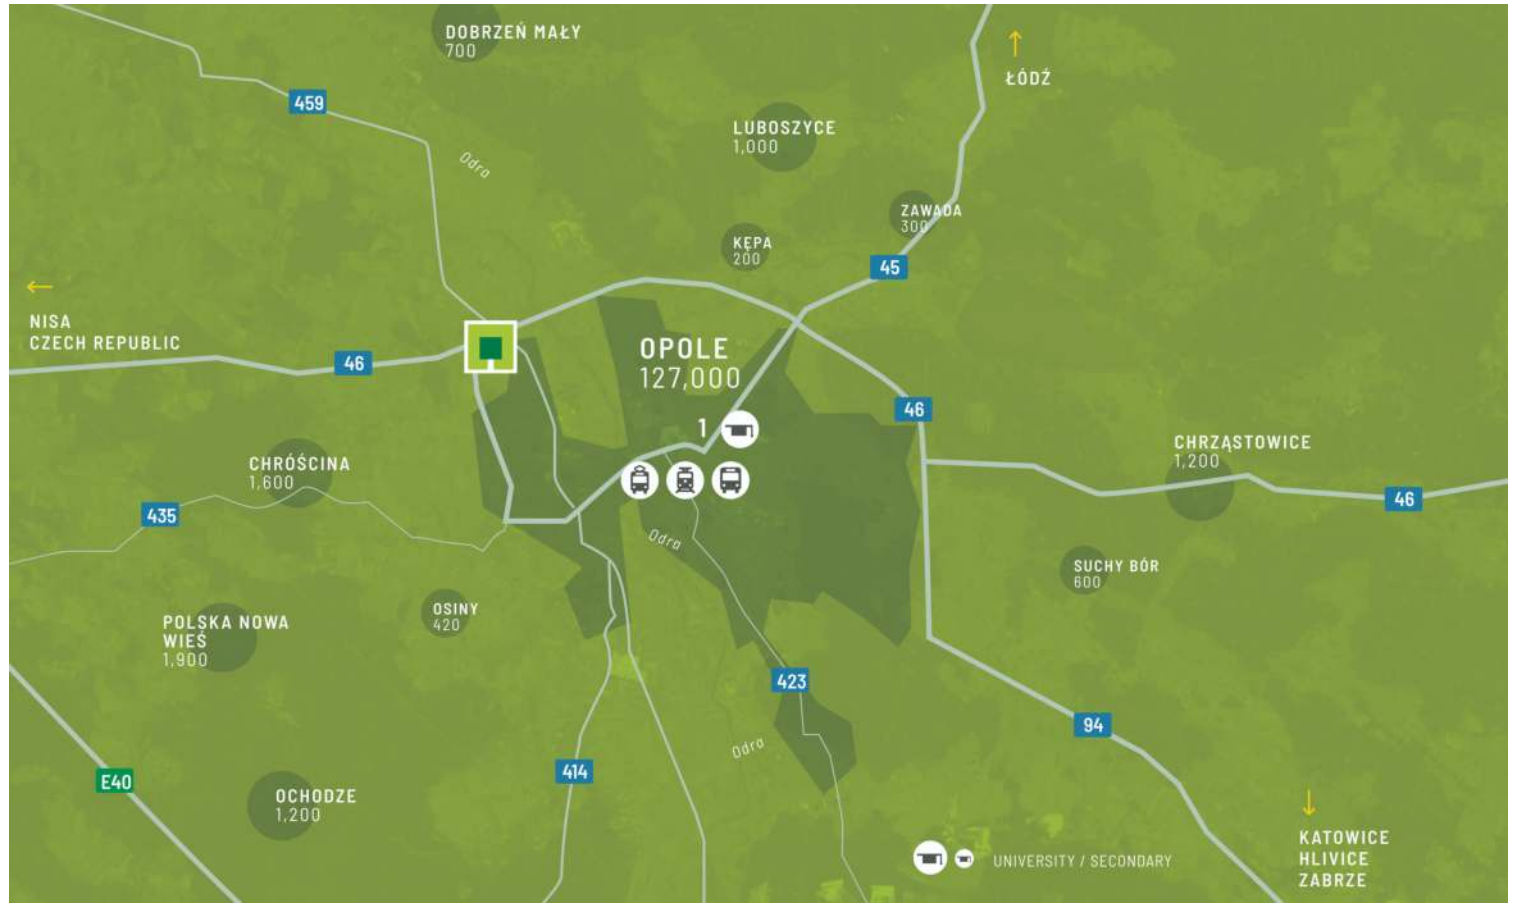 DOBRZEŃ MAŁY
700
ŁÓDŹ
459
LUBOSZYCE
1,000
Odra
ZAWADA
300
KĘPA
200
45
NISA
CZECH REPUBLIC
46
OPOLE
127,000
46
1
CHRÓŚCINA
1,600
CHRZĄSTOWICE
1,200
46
435
Odra
SUCHY BÓR
600
OSINY
420
POLSKA NOWA
WIEŚ
1,900
423
94
Odra
414
E40
OCHODZE
1,200
KATOWICE
HLIVICE
ZABRZE
UNIVERSITY / SECONDARY